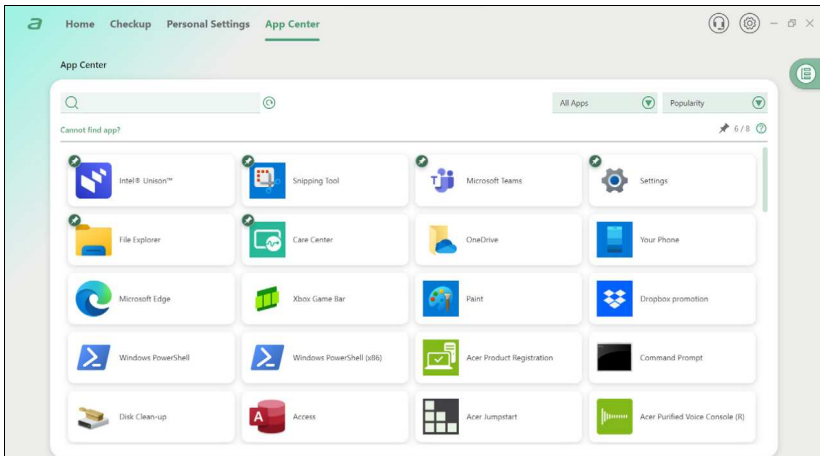 Home Checkup Personal Settings App Center
App Center
All Apps Popularity
Cannot find app? 6 / 8
Intel® Unison™ Snipping Tool Microsoft Teams Settings
File Explorer Care Center OneDrive Your Phone
Microsoft Edge Xbox Game Bar Paint Dropbox promotion
Windows PowerShell Windows PowerShell (x86) Acer Product Registration Command Prompt
Disk Clean-up Access Acer Jumpstart Acer Purified Voice Console (R)